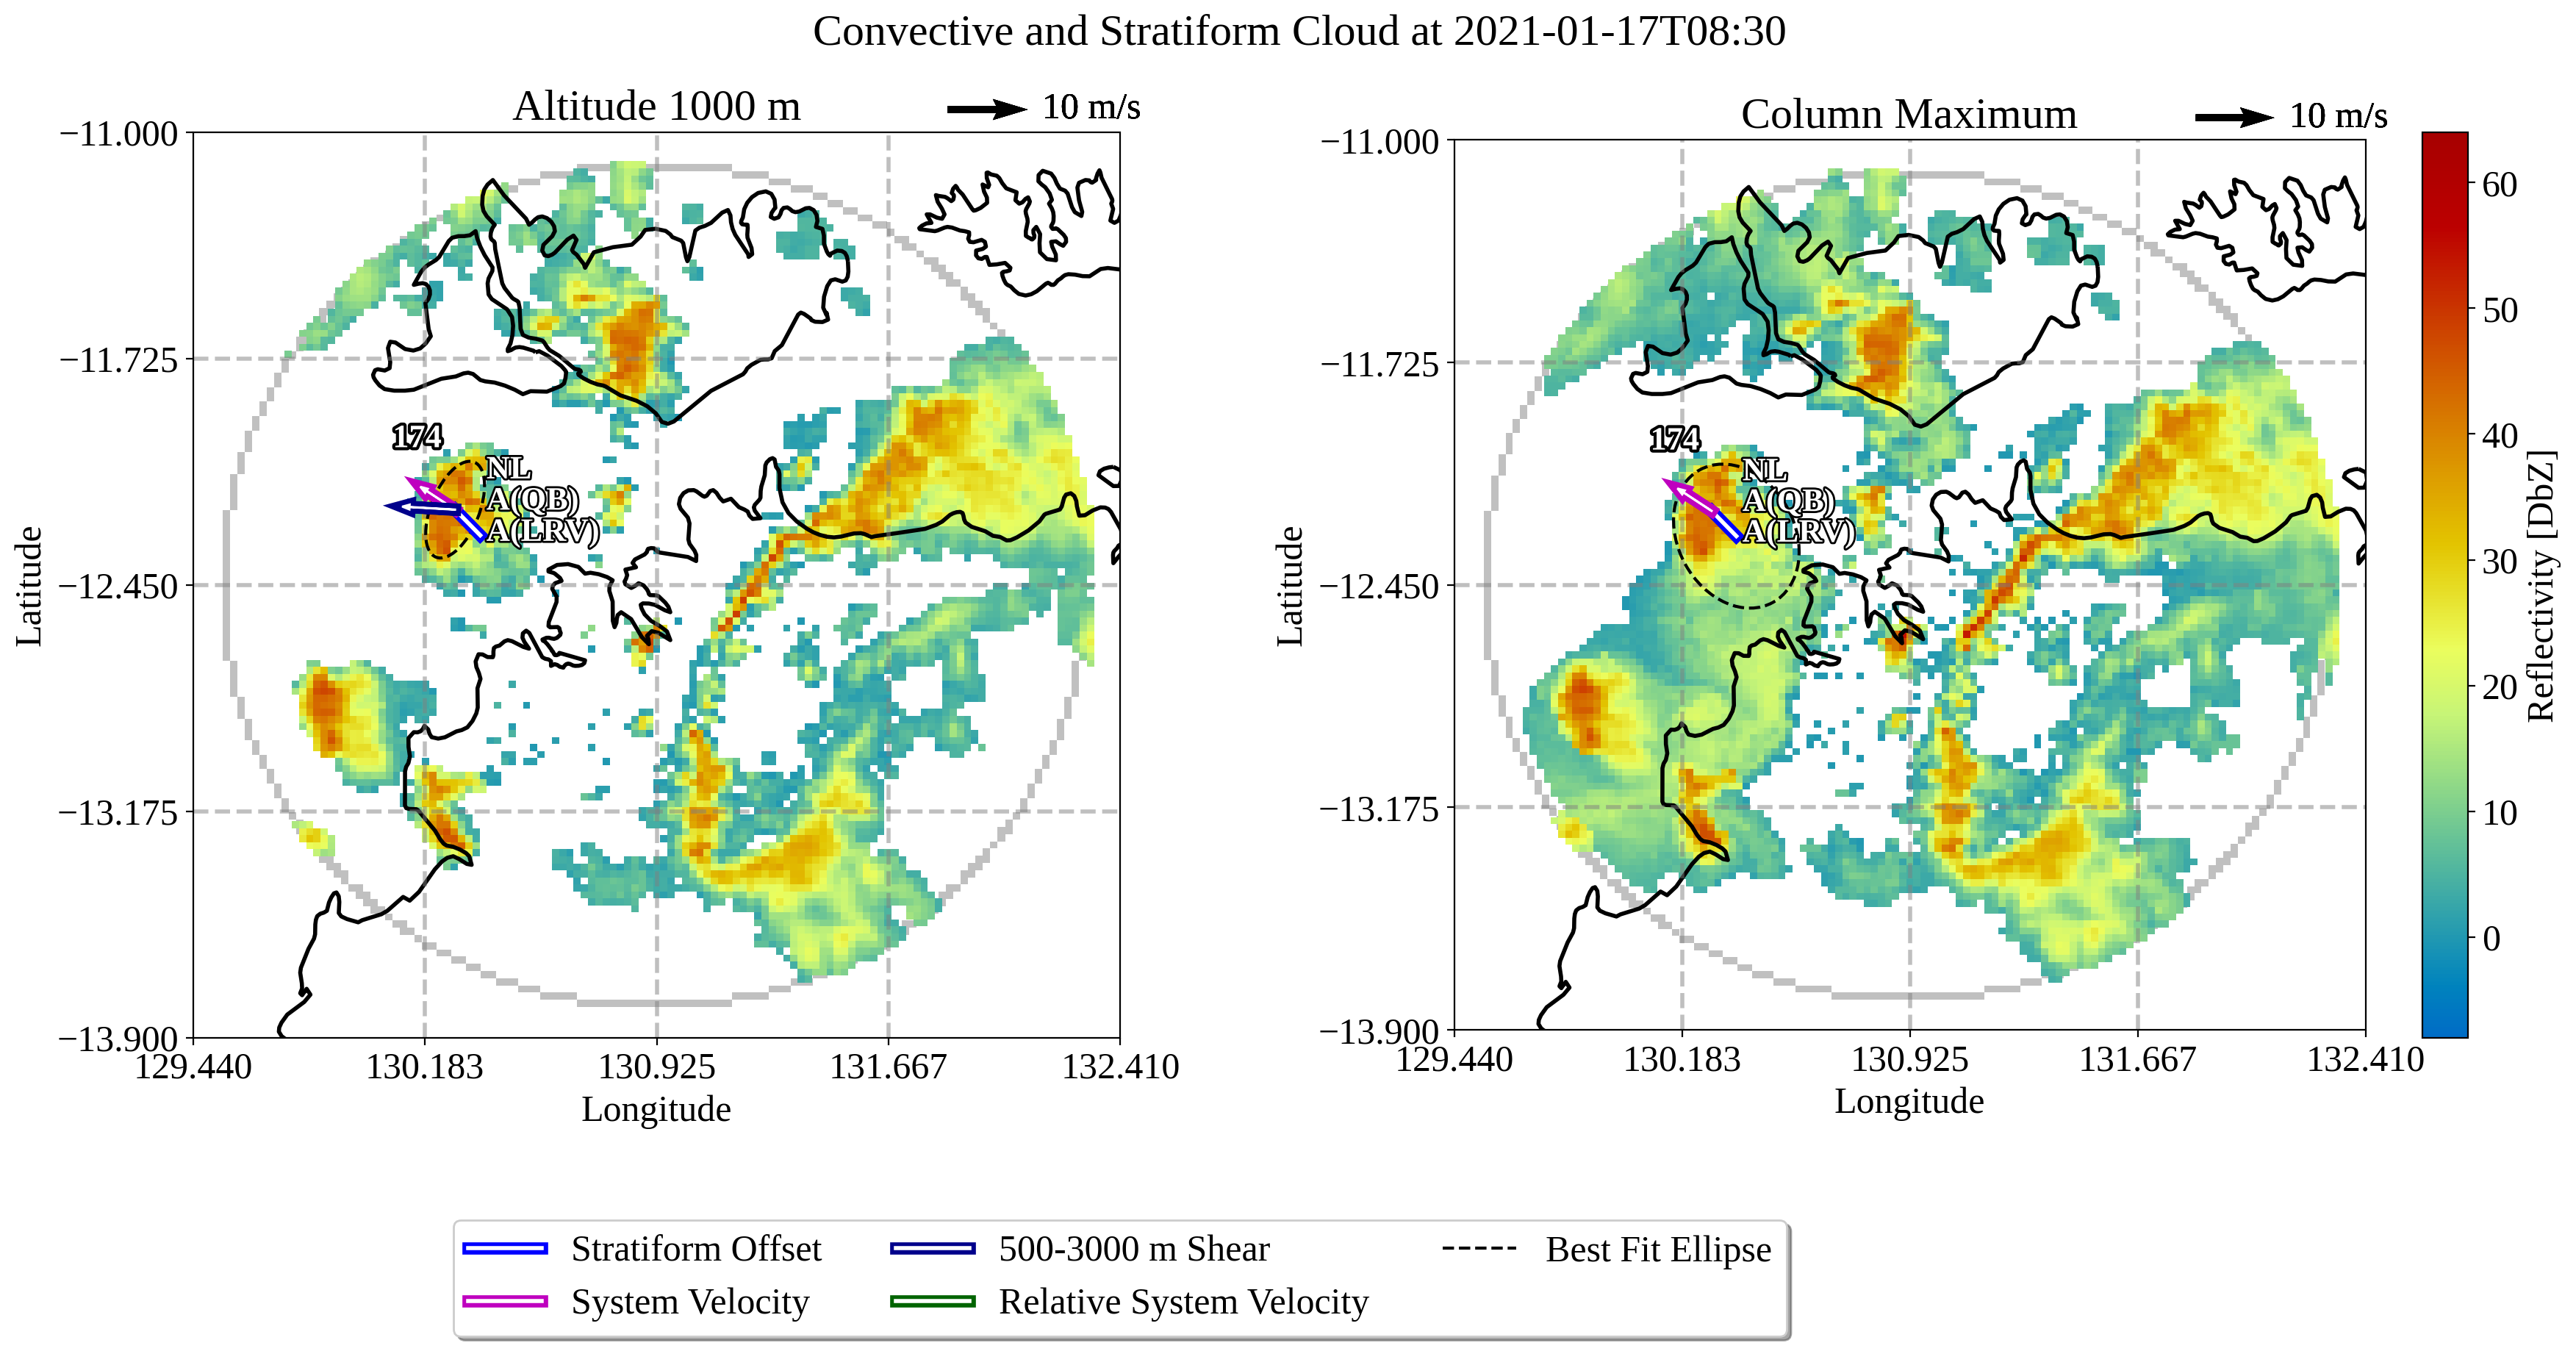 Convective and Stratiform Cloud at 2021-01-17T08:30
Altitude 1000 m
10 m/s
−11.000
−11.725
−12.450
−13.175
−13.900
Latitude
129.440
130.183
130.925
131.667
132.410
Longitude
174
NL
A(QB)
A(LRV)
Column Maximum
10 m/s
−11.000
−11.725
−12.450
−13.175
−13.900
Latitude
129.440
130.183
130.925
131.667
132.410
Longitude
174
NL
A(QB)
A(LRV)
60
50
40
30
20
10
0
Reflectivity [DbZ]
Stratiform Offset
System Velocity
500-3000 m Shear
Relative System Velocity
Best Fit Ellipse